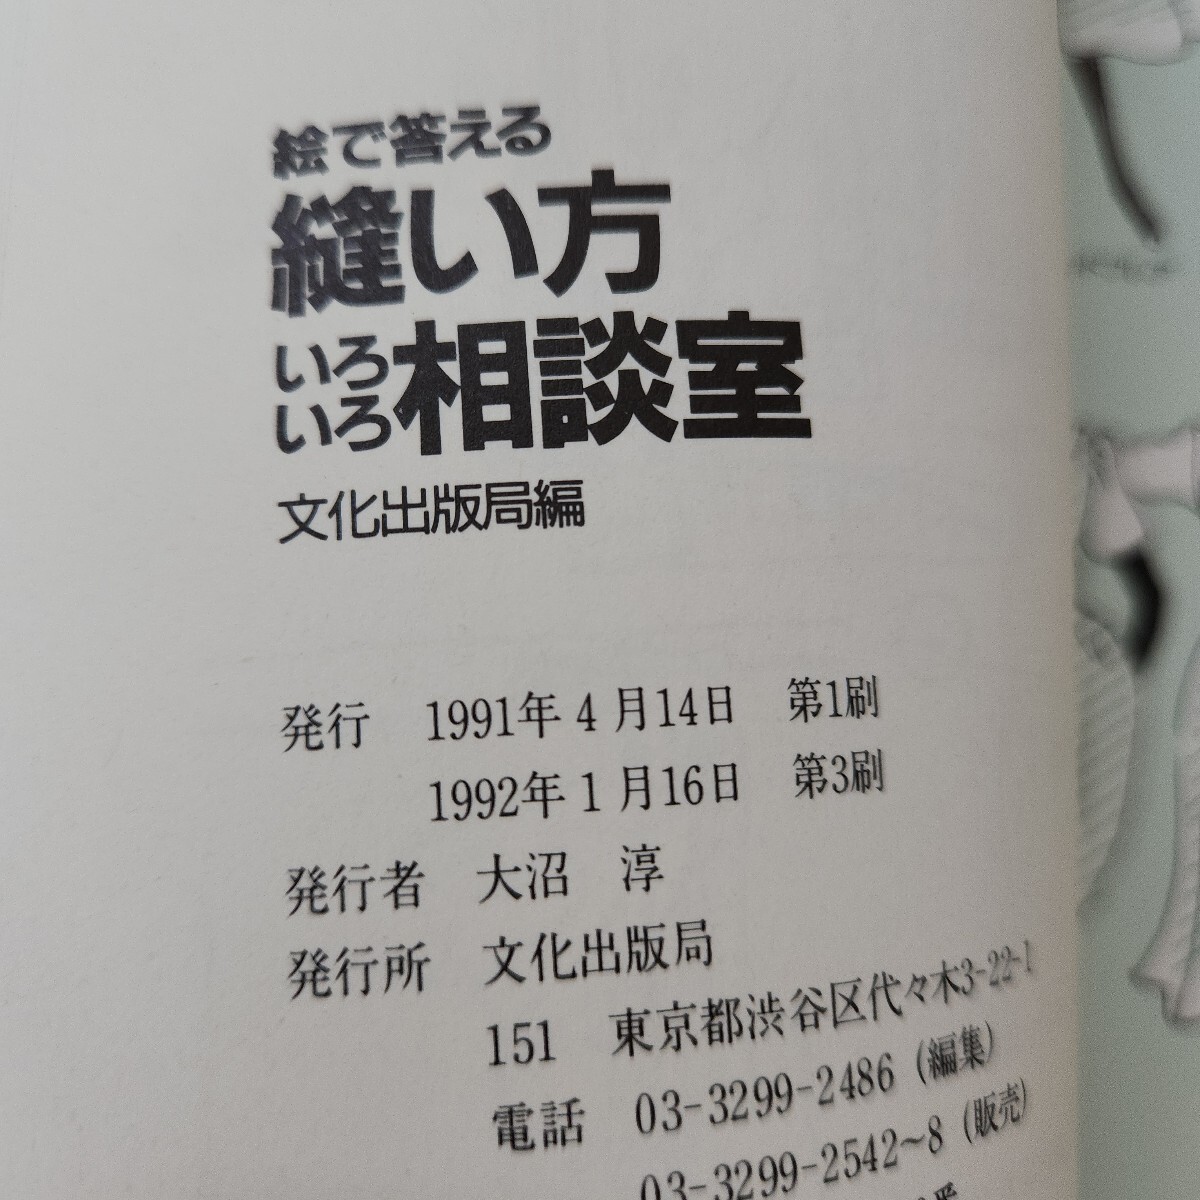 絵で答える
縫い方
いろいろ相談室
文化出版局編
発行　1991年4月14日　第1刷
1992年1月16日　第3刷
発行者　大沼　淳
発行所　文化出版局
151　東京都渋谷区代々木3-22-1
電話　03-3299-2486（編集）
03-3299-2542~8（販売）